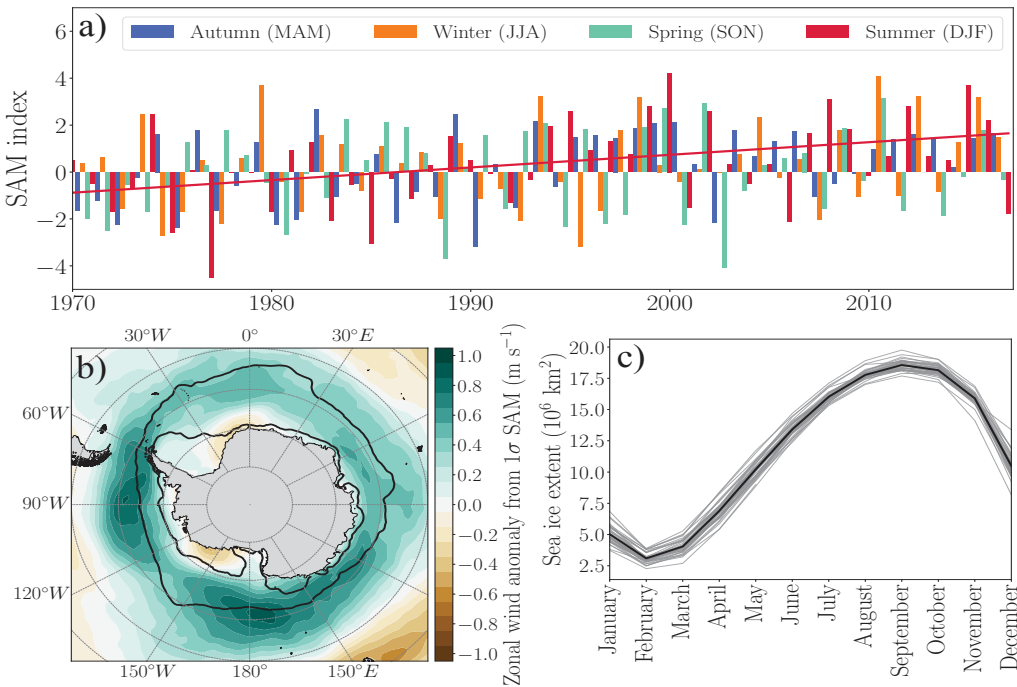 a)
Autumn (MAM) Winter (JJA) Spring (SON) Summer (DJF)
SAM index
6
4
2
0
−2
−4
1970 1980 1990 2000 2010
b)
30°W 0° 30°E
60°W
90°W
120°W
150°W 180° 150°E
1.0
0.8
0.6
0.4
0.2
0.0
−0.2
−0.4
−0.6
−0.8
−1.0
Zonal wind anomaly from 1σ SAM (m s⁻¹)
c)
Sea ice extent (10⁶ km²)
20.0
17.5
15.0
12.5
10.0
7.5
5.0
2.5
January
February
March
April
May
June
July
August
September
October
November
December